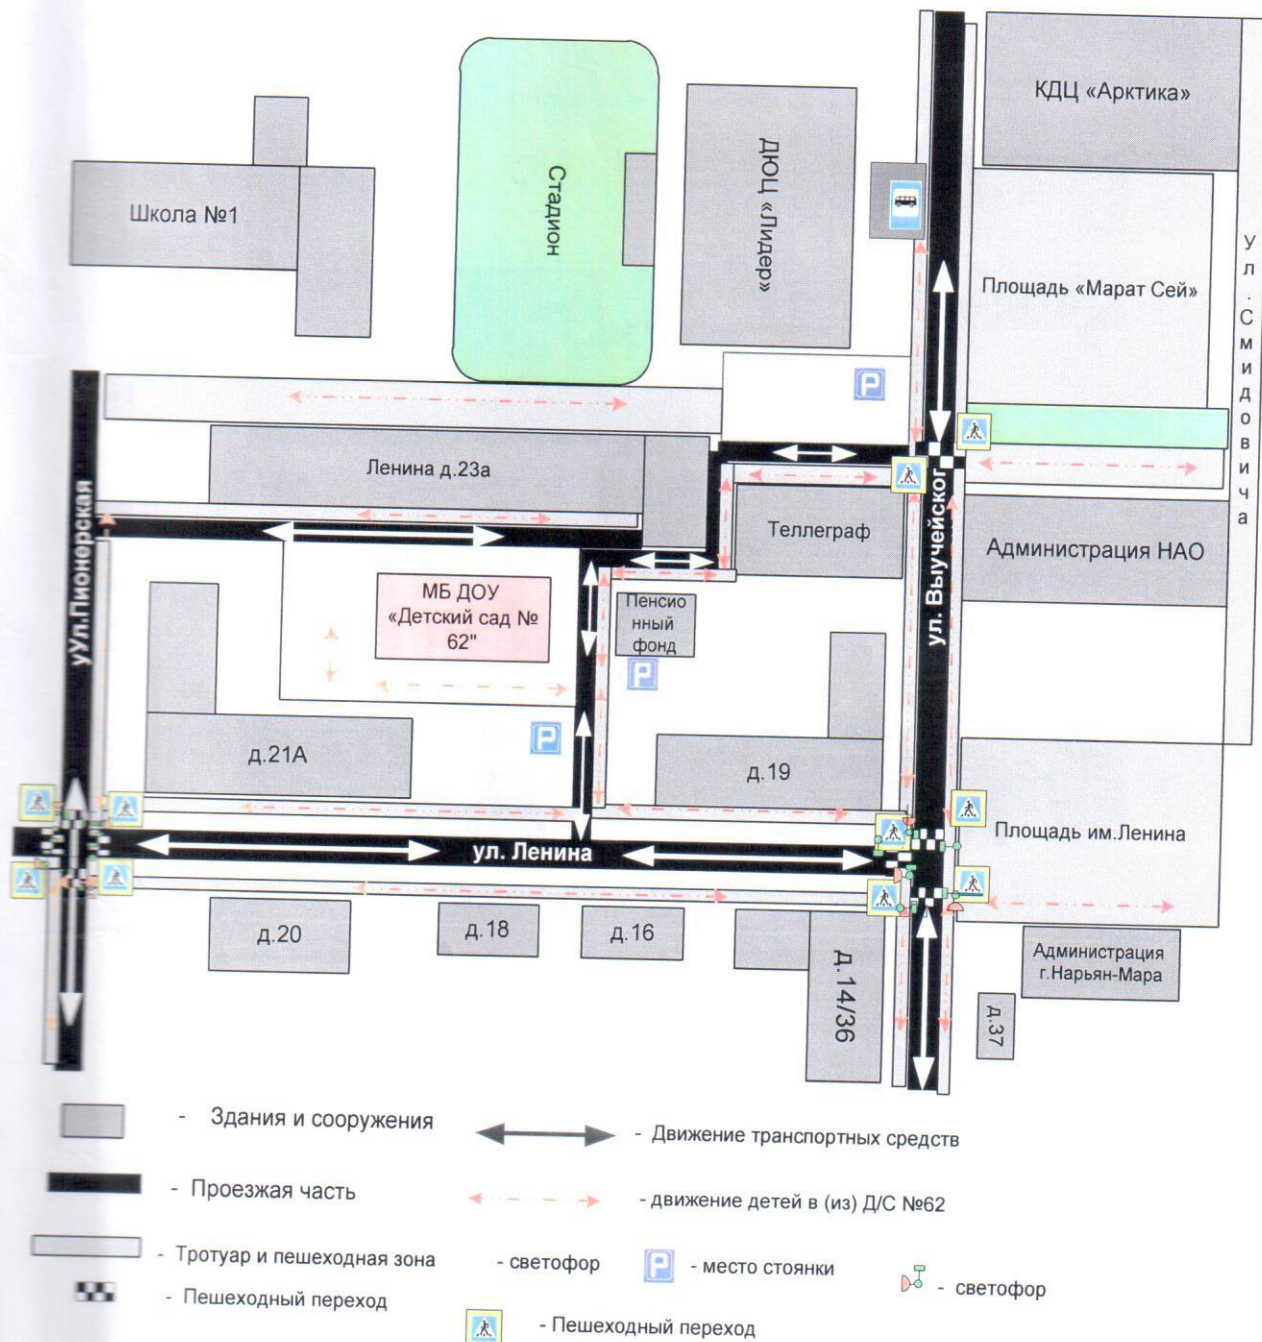 КДЦ «Арктика»
Школа №1
Стадион
ДЮЦ «Лидер»
Площадь «Марат Сей»
Ул.Смидовича
P
Ленина д.23а
Теллеграф
Администрация НАО
уУл.Пионерская
ул. Выучейског
МБ ДОУ
«Детский сад №
62"
Пенсио
нный
фонд
P
P
д.21А
д.19
Площадь им.Ленина
ул. Ленина
д.20
д.18
д.16
д.14/36
Администрация
г.Нарьян-Мара
д.37
- Здания и сооружения
- Движение транспортных средств
- Проезжая часть
- движение детей в (из) Д/С №62
- Тротуар и пешеходная зона
- светофор
P
- место стоянки
- светофор
- Пешеходный переход
- Пешеходный переход